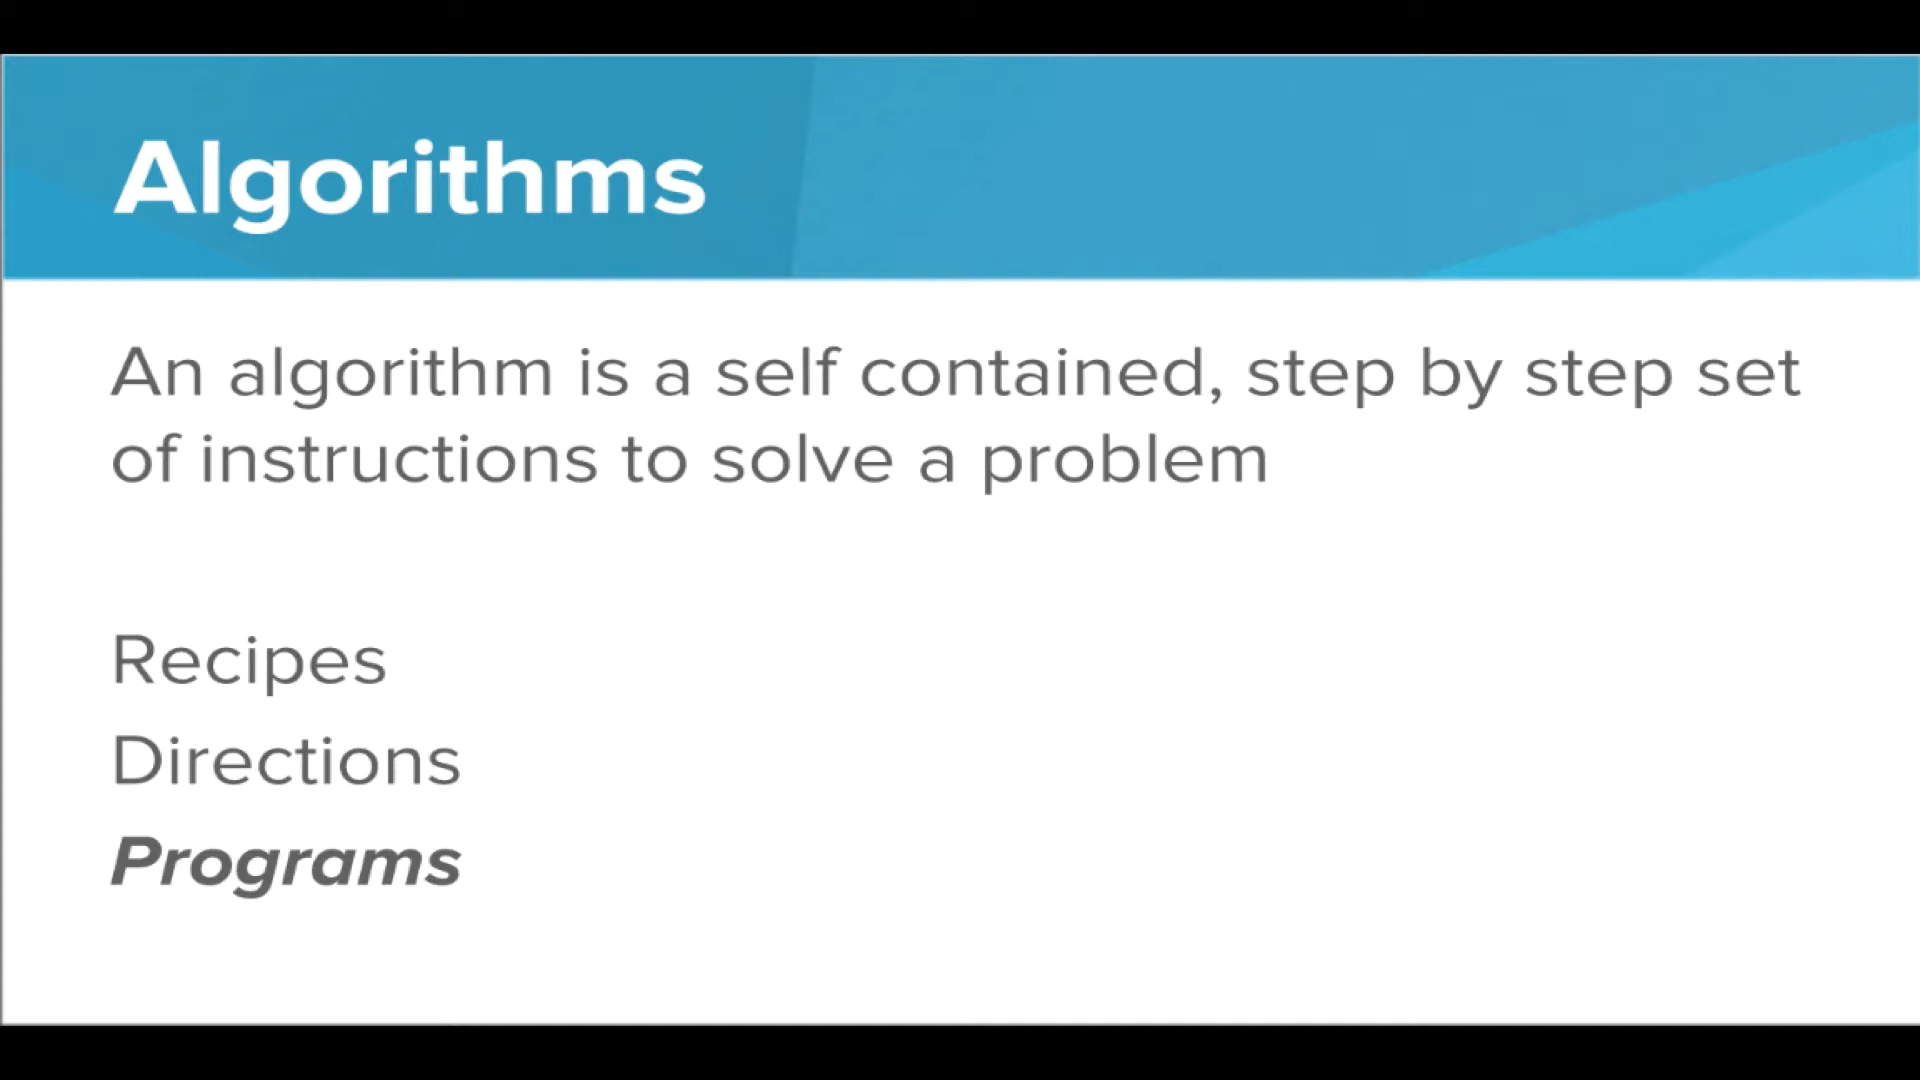 Algorithms
An algorithm is a self contained, step by step set
of instructions to solve a problem
Recipes
Directions
Programs